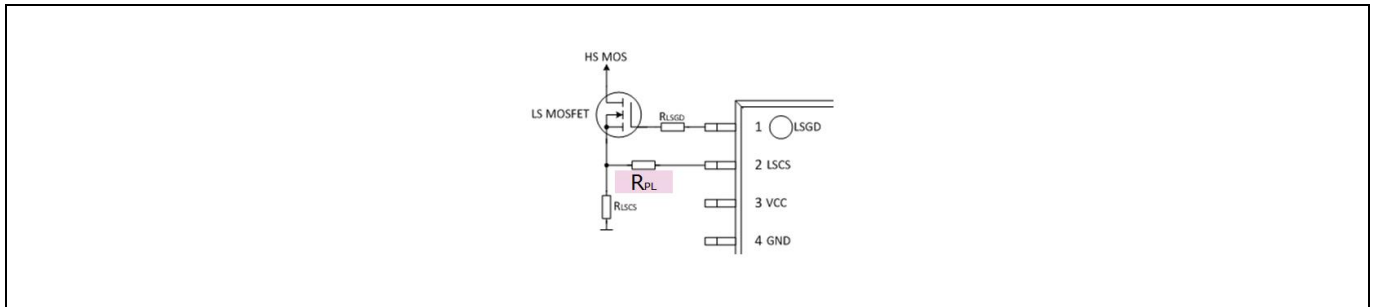 HS MOS
LS MOSFET
RLSGD
1 LSGD
2 LSCS
RPL
3 VCC
RLSCS
4 GND